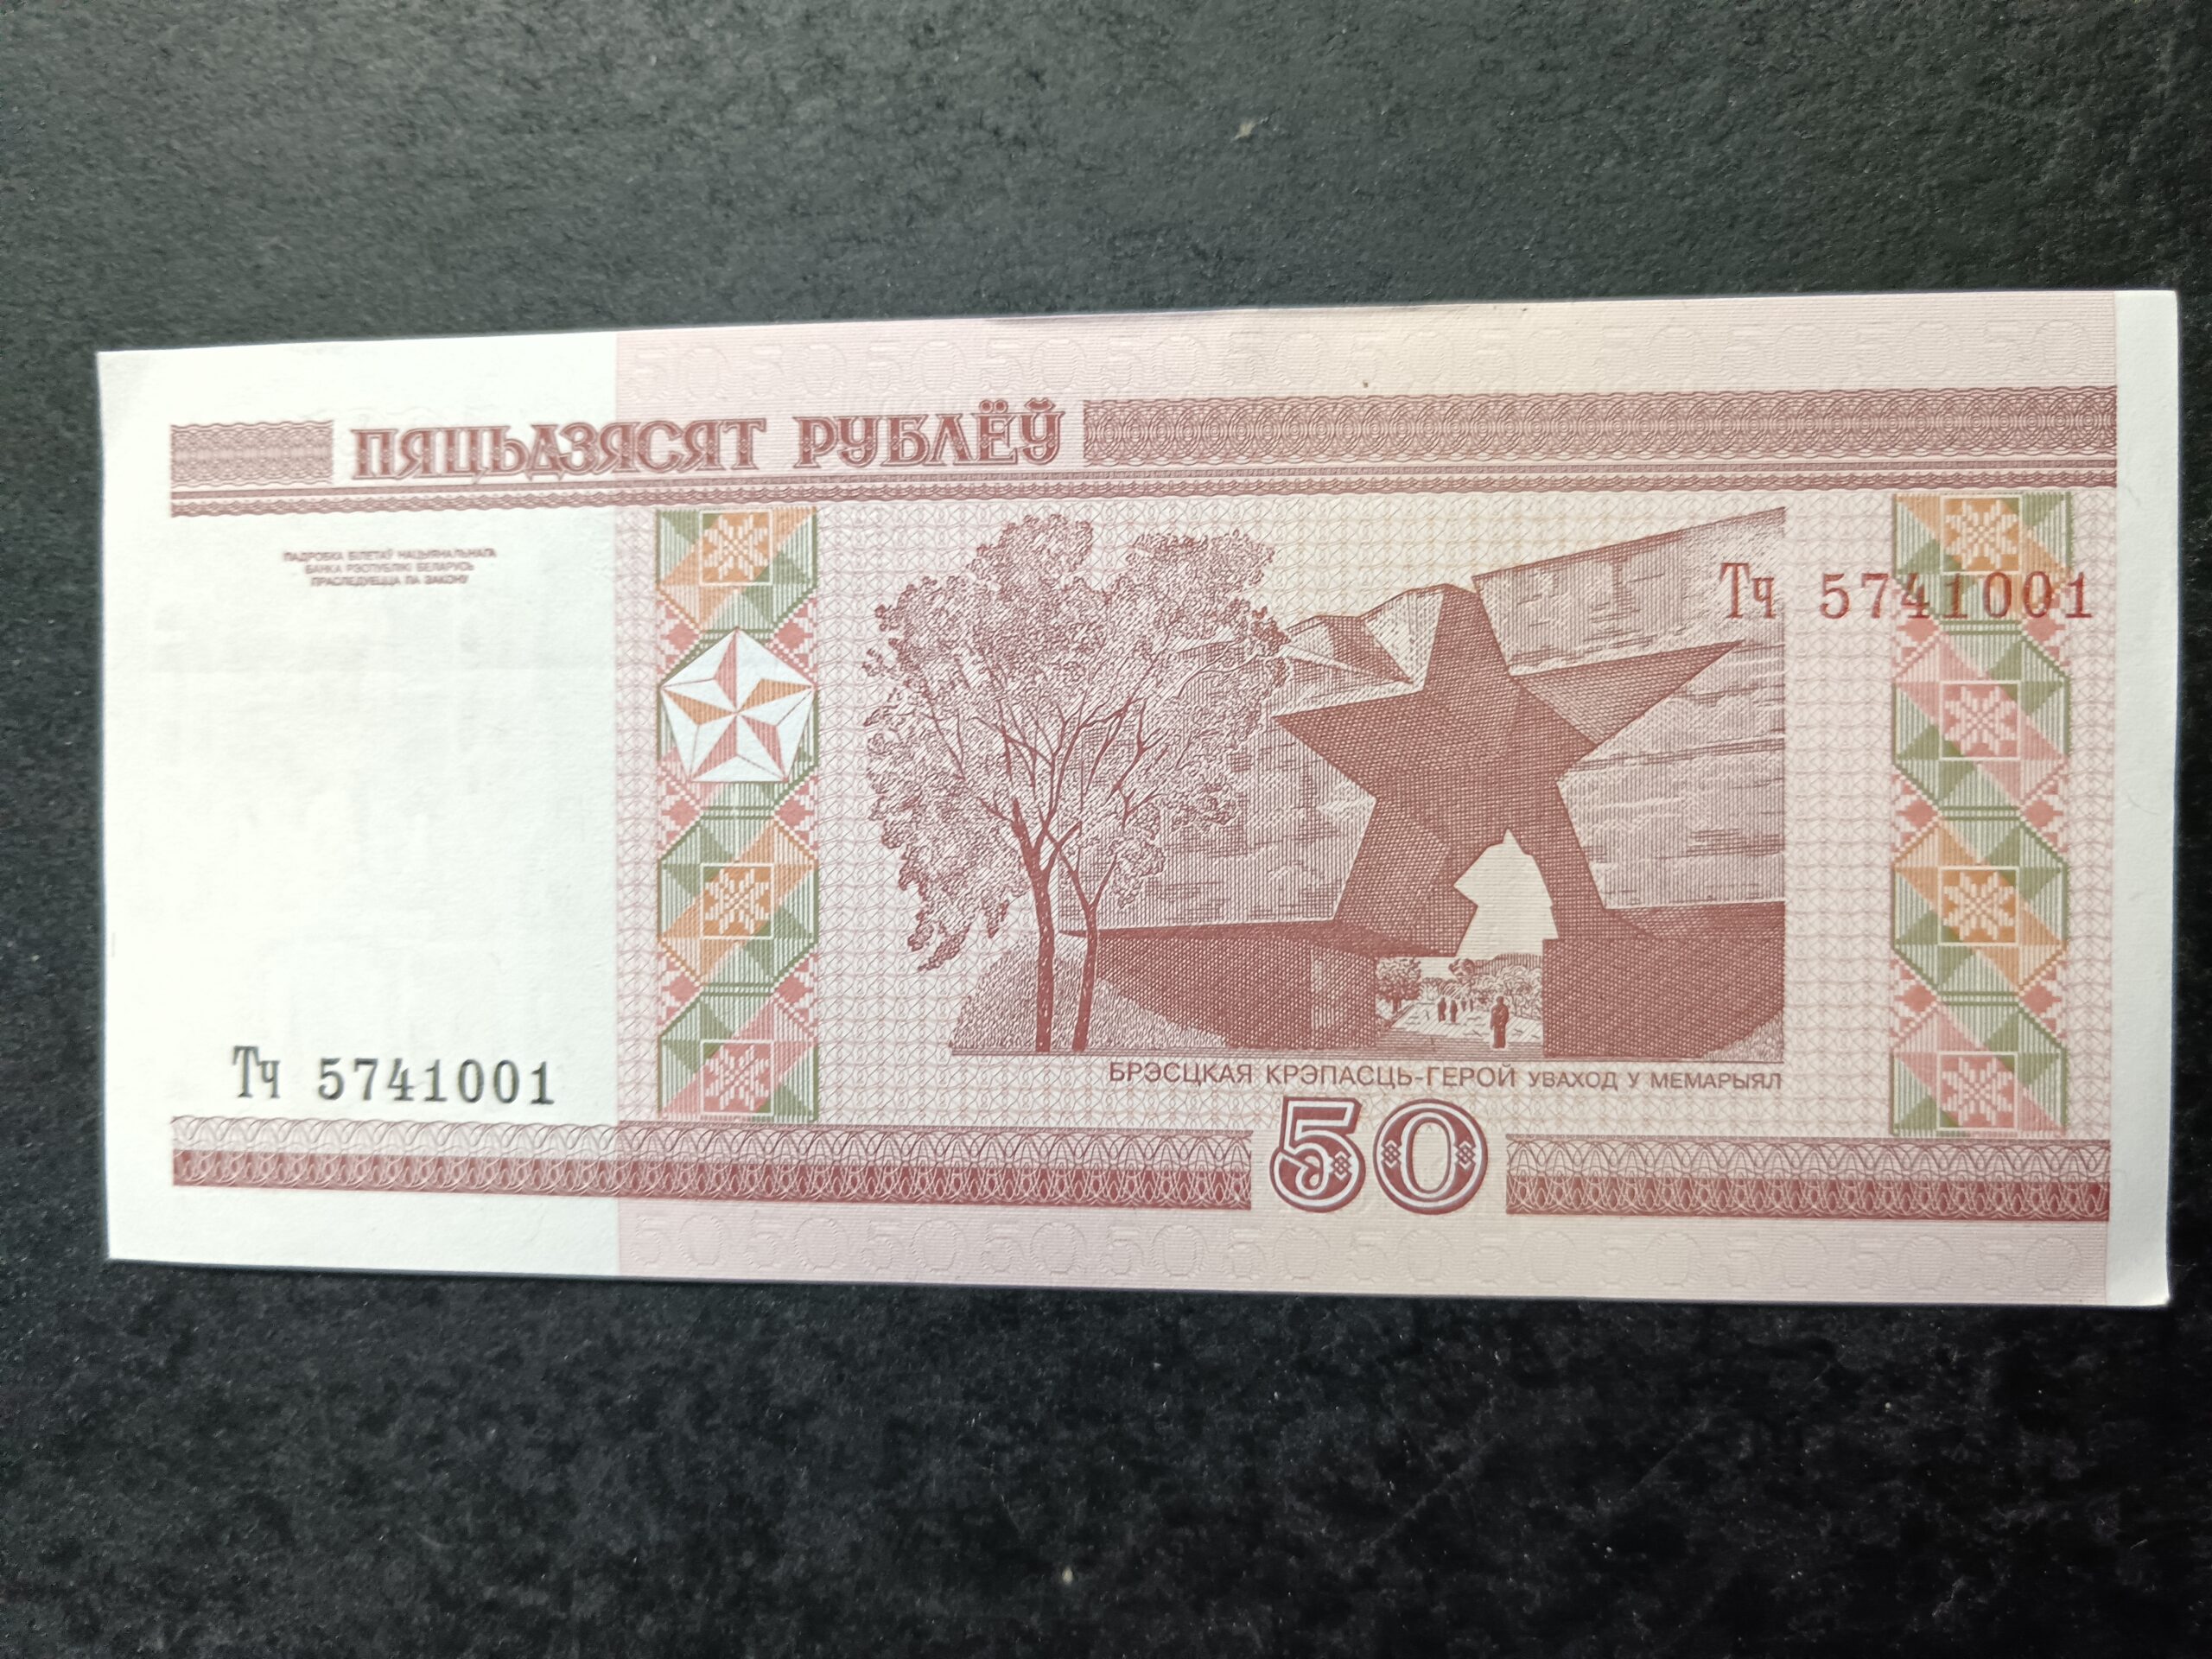 ПЯЦЬДЗЯСЯТ РУБЛЁЎ
ПАДРОБКА БІЛЕТАЎ НАЦЫЯНАЛЬНАГА
БАНКА РЭСПУБЛІКІ БЕЛАРУСЬ
ПРАСЛЕДУЕЦЦА ПА ЗАКОНУ
Тч 5741001
Тч 5741001
БРЭСЦКАЯ КРЭПАСЦЬ-ГЕРОЙ УВАХОД У МЕМАРЫЯЛ
50